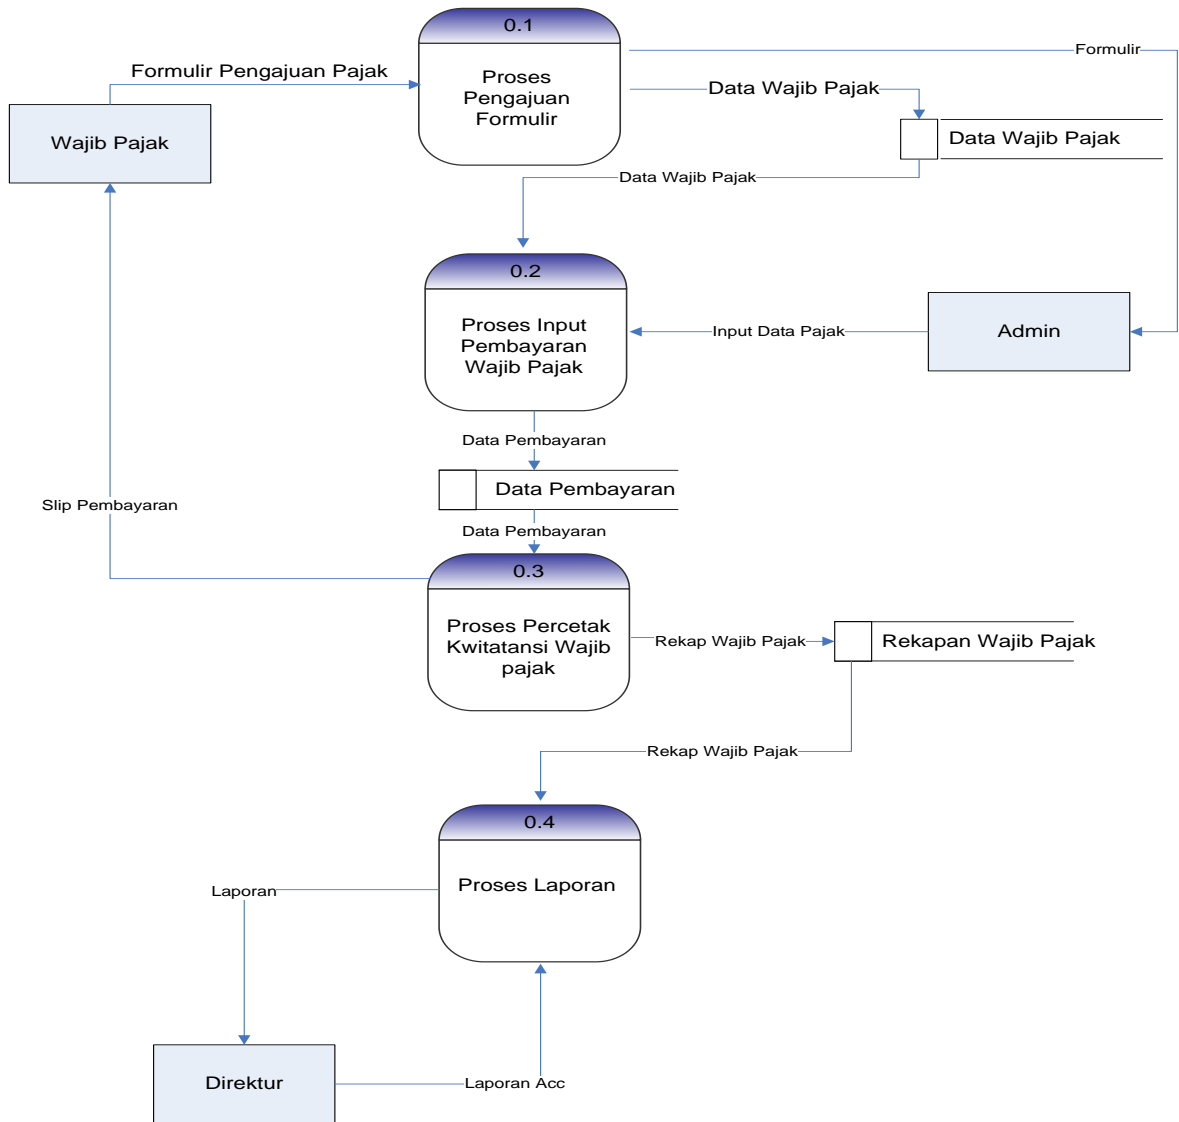 0.1
Formulir
Formulir Pengajuan Pajak
Proses
Pengajuan
Formulir
Data Wajib Pajak
Wajib Pajak
Data Wajib Pajak
Data Wajib Pajak
0.2
Proses Input
Pembayaran
Wajib Pajak
Input Data Pajak
Admin
Data Pembayaran
Data Pembayaran
Slip Pembayaran
Data Pembayaran
0.3
Proses Percetak
Kwitatansi Wajib
pajak
Rekap Wajib Pajak
Rekapan Wajib Pajak
Rekap Wajib Pajak
0.4
Proses Laporan
Laporan
Direktur
Laporan Acc